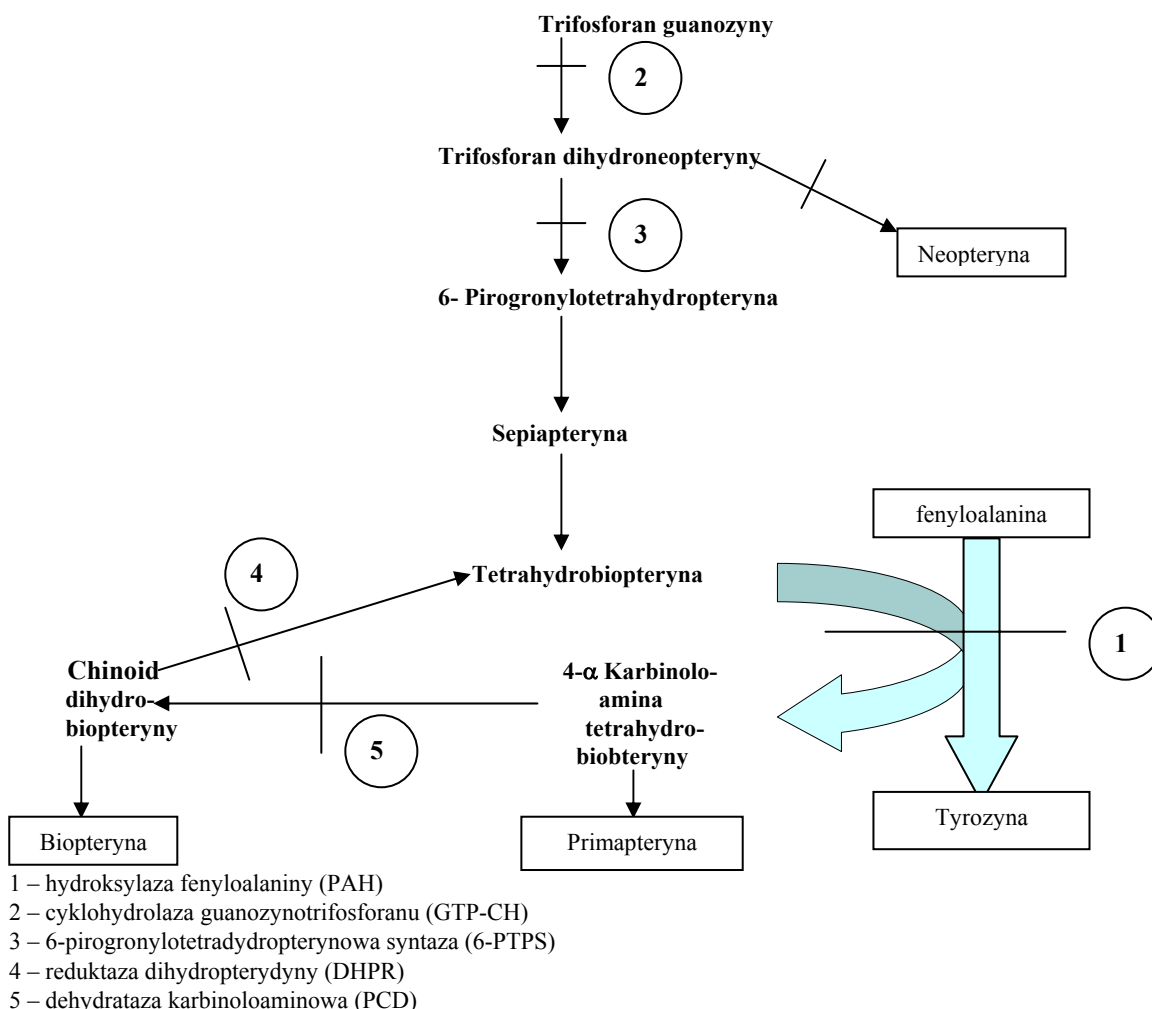 Trifosforan guanozyny
2
Trifosforan dihydroneopteryny
3
Neopteryna
6- Pirogronylotetrahydropteryna
Sepiapteryna
fenyloalanina
4
Tetrahydrobiopteryna
1
Chinoid
dihydro-
biopteryny
4-α Karbinolo-
amina
tetrahydro-
biobteryny
5
Biopteryna
Primapteryna
Tyrozyna
1 – hydroksylaza fenyloalaniny (PAH)
2 – cyklohydrolaza guanozynotrifosforanu (GTP-CH)
3 – 6-pirogronylotetradydropterynowa syntaza (6-PTPS)
4 – reduktaza dihydropterydyny (DHPR)
5 – dehydrataza karbinoloaminowa (PCD)